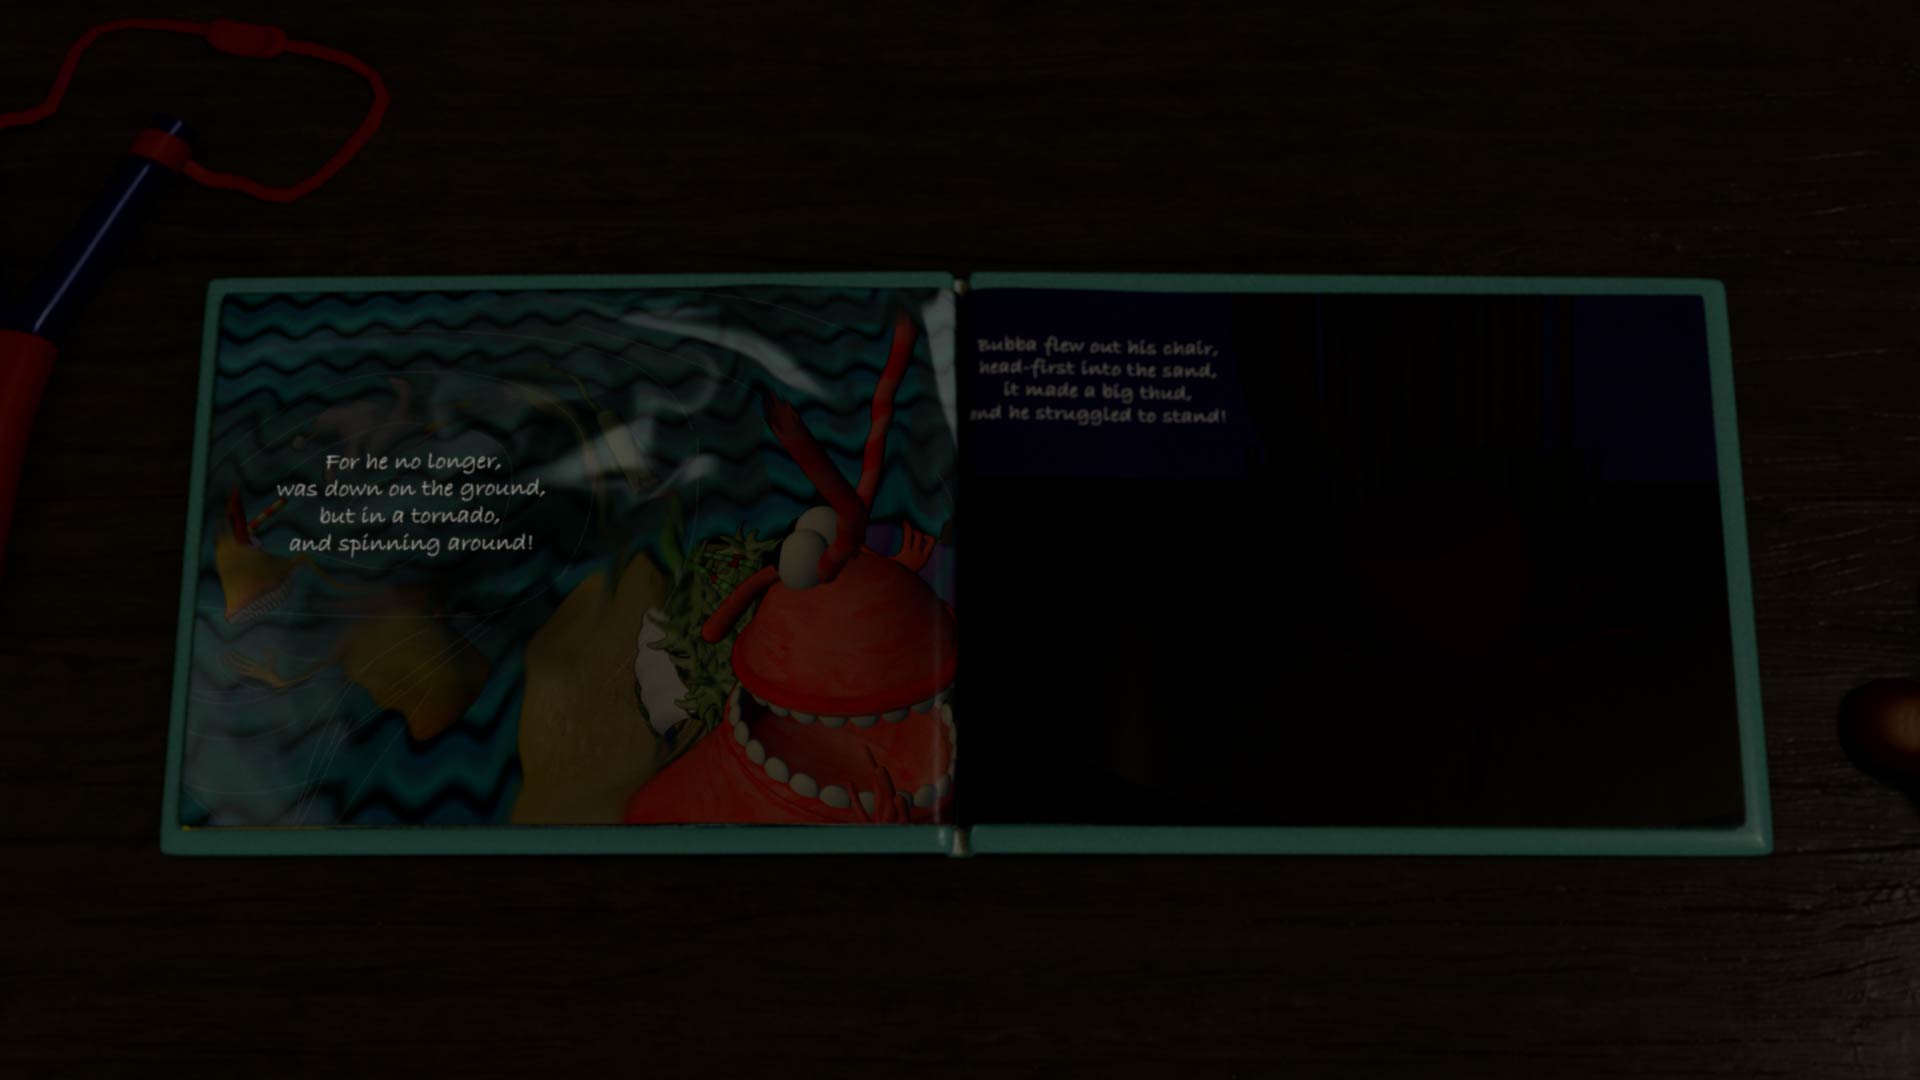 For he no longer,
was down on the ground,
but in a tornado,
and spinning around!
Bubba flew out his chair,
head-first into the sand,
it made a big thud,
and he struggled to stand!